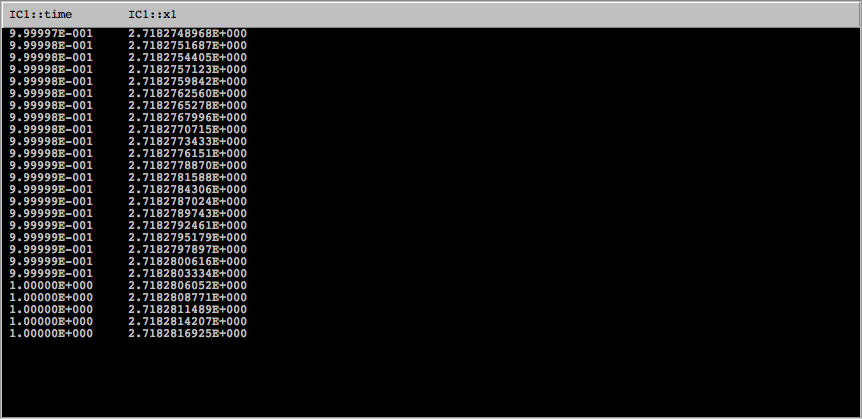 IC1::time IC1::x1
9.99997E-001 2.7182748968E+000
9.99998E-001 2.7182751687E+000
9.99998E-001 2.7182754405E+000
9.99998E-001 2.7182757123E+000
9.99998E-001 2.7182759842E+000
9.99998E-001 2.7182762560E+000
9.99998E-001 2.7182765278E+000
9.99998E-001 2.7182767996E+000
9.99998E-001 2.7182770715E+000
9.99998E-001 2.7182773433E+000
9.99998E-001 2.7182776151E+000
9.99999E-001 2.7182778870E+000
9.99999E-001 2.7182781588E+000
9.99999E-001 2.7182784306E+000
9.99999E-001 2.7182787024E+000
9.99999E-001 2.7182789743E+000
9.99999E-001 2.7182792461E+000
9.99999E-001 2.7182795179E+000
9.99999E-001 2.7182797897E+000
9.99999E-001 2.7182800616E+000
9.99999E-001 2.7182803334E+000
1.00000E+000 2.7182806052E+000
1.00000E+000 2.7182808771E+000
1.00000E+000 2.7182811489E+000
1.00000E+000 2.7182814207E+000
1.00000E+000 2.7182816925E+000